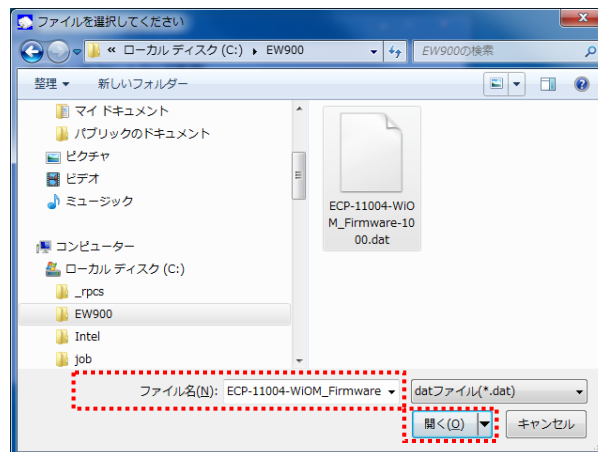 ファイルを選択してください
« ローカル ディスク (C:) EW900
EW900の検索
整理 新しいフォルダー
マイ ドキュメント
パブリックのドキュメント
ピクチャ
ビデオ
ミュージック
コンピューター
ローカル ディスク (C:)
_rpcs
EW900
Intel
job
ECP-11004-WiO
M_Firmware-10
00.dat
ファイル名(N): ECP-11004-WiOM_Firmware
datファイル(*.dat)
開く(O)
キャンセル